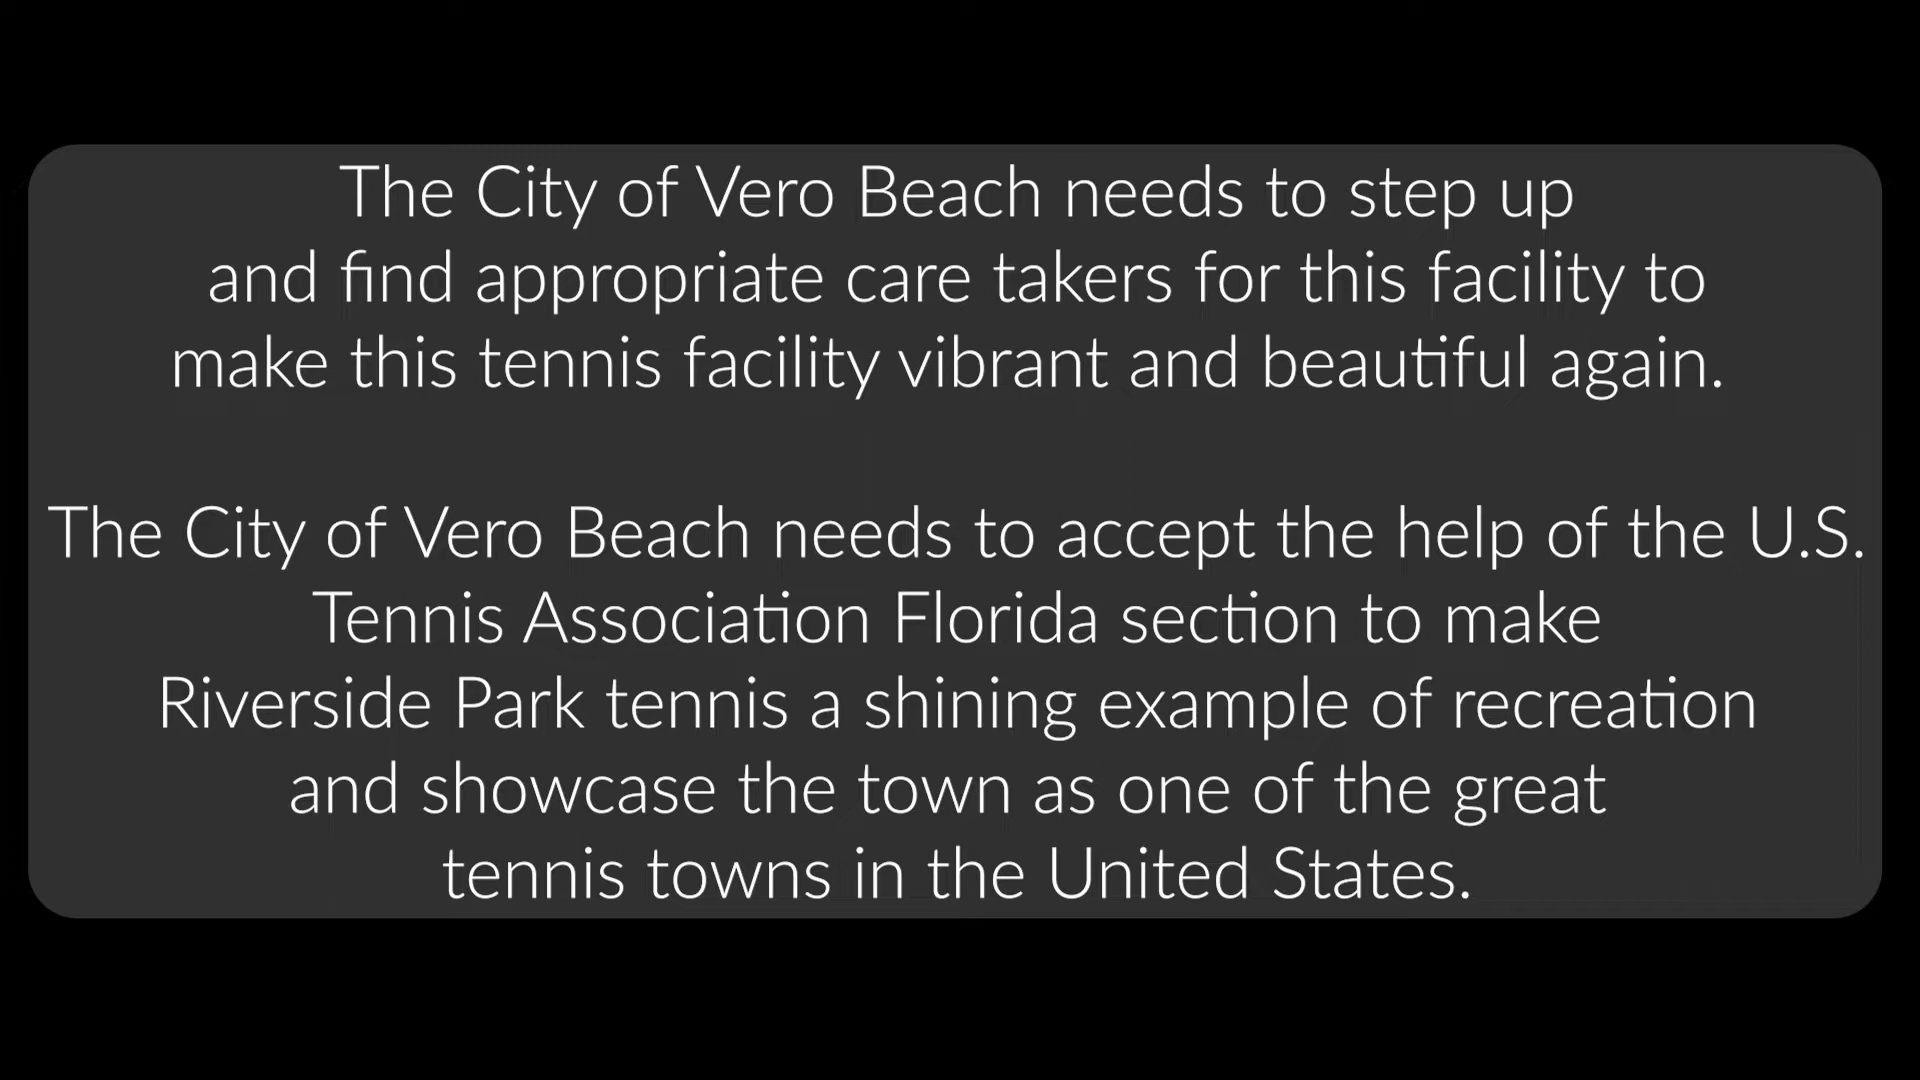 The City of Vero Beach needs to step up
and find appropriate care takers for this facility to
make this tennis facility vibrant and beautiful again.
The City of Vero Beach needs to accept the help of the U.S.
Tennis Association Florida section to make
Riverside Park tennis a shining example of recreation
and showcase the town as one of the great
tennis towns in the United States.